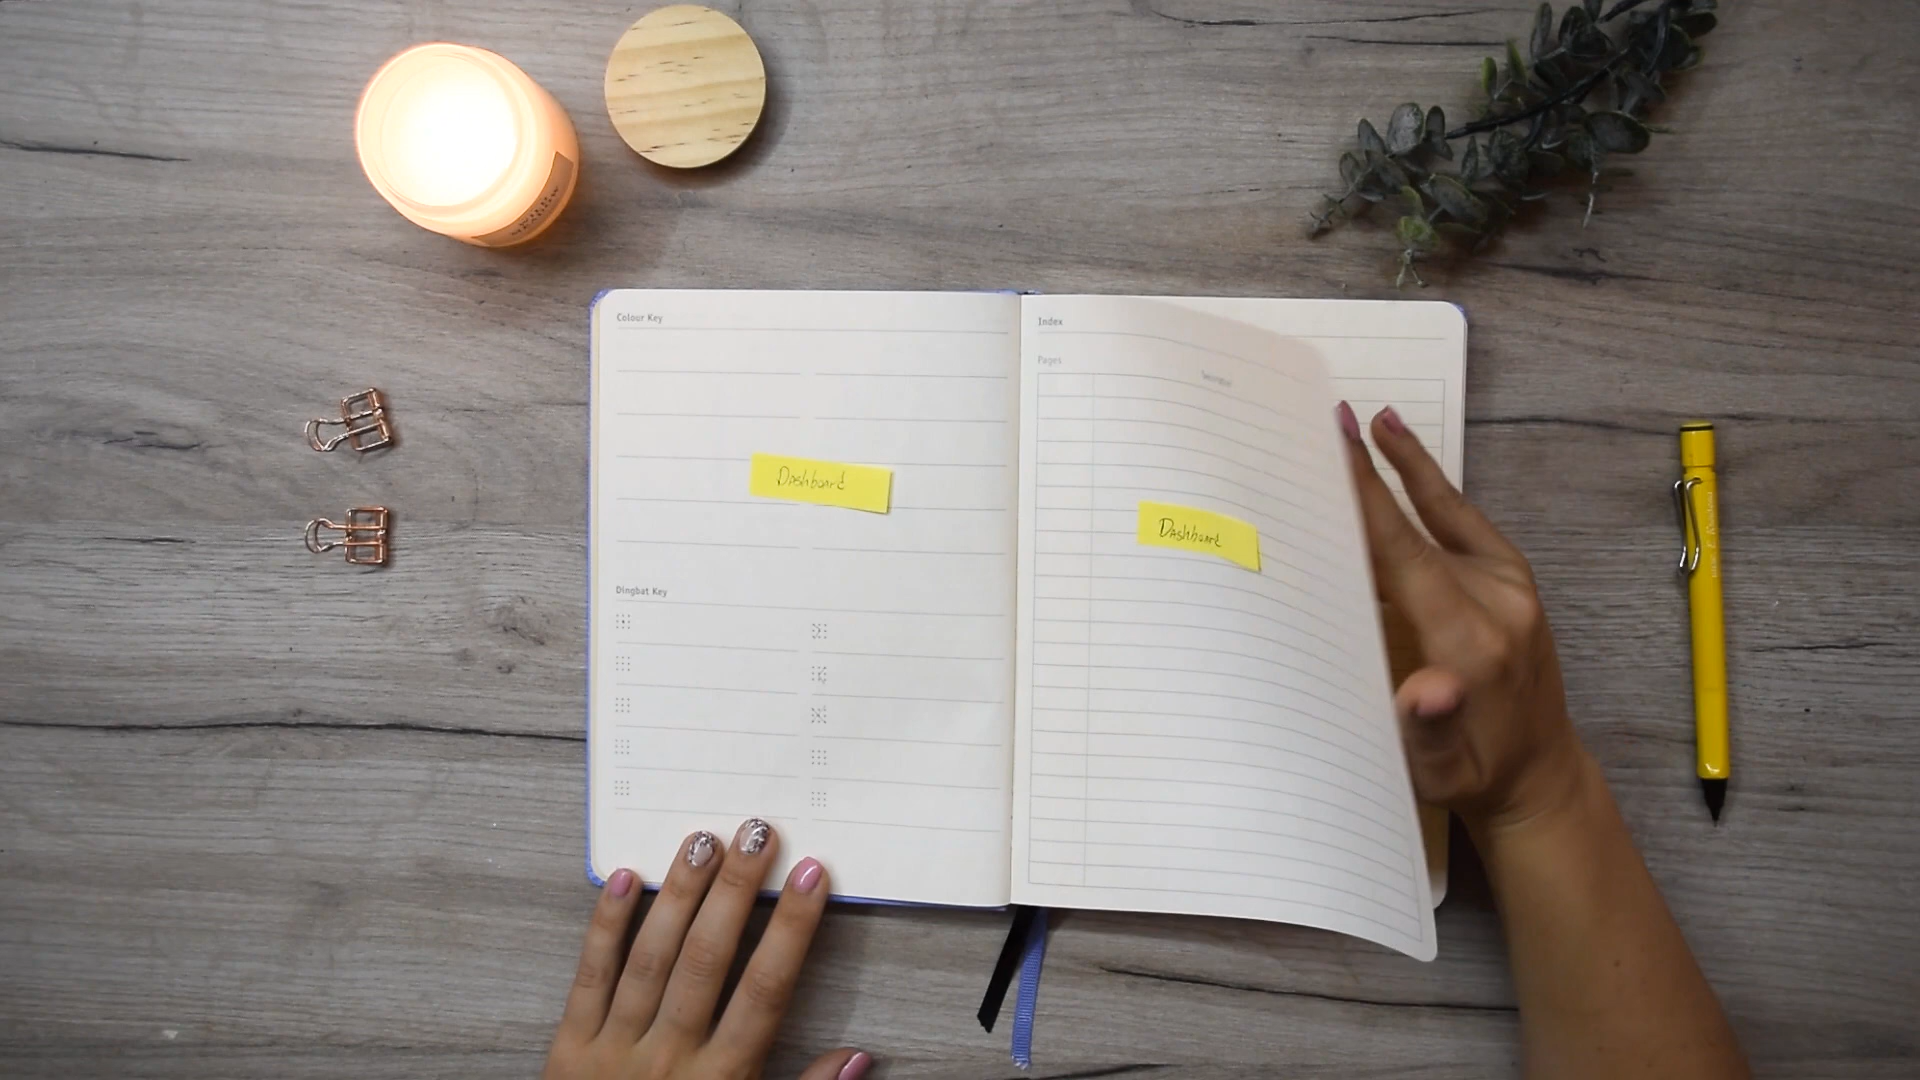 Colour Key
Dashboard
Dingbat Key
Index
Pages
Dashboard